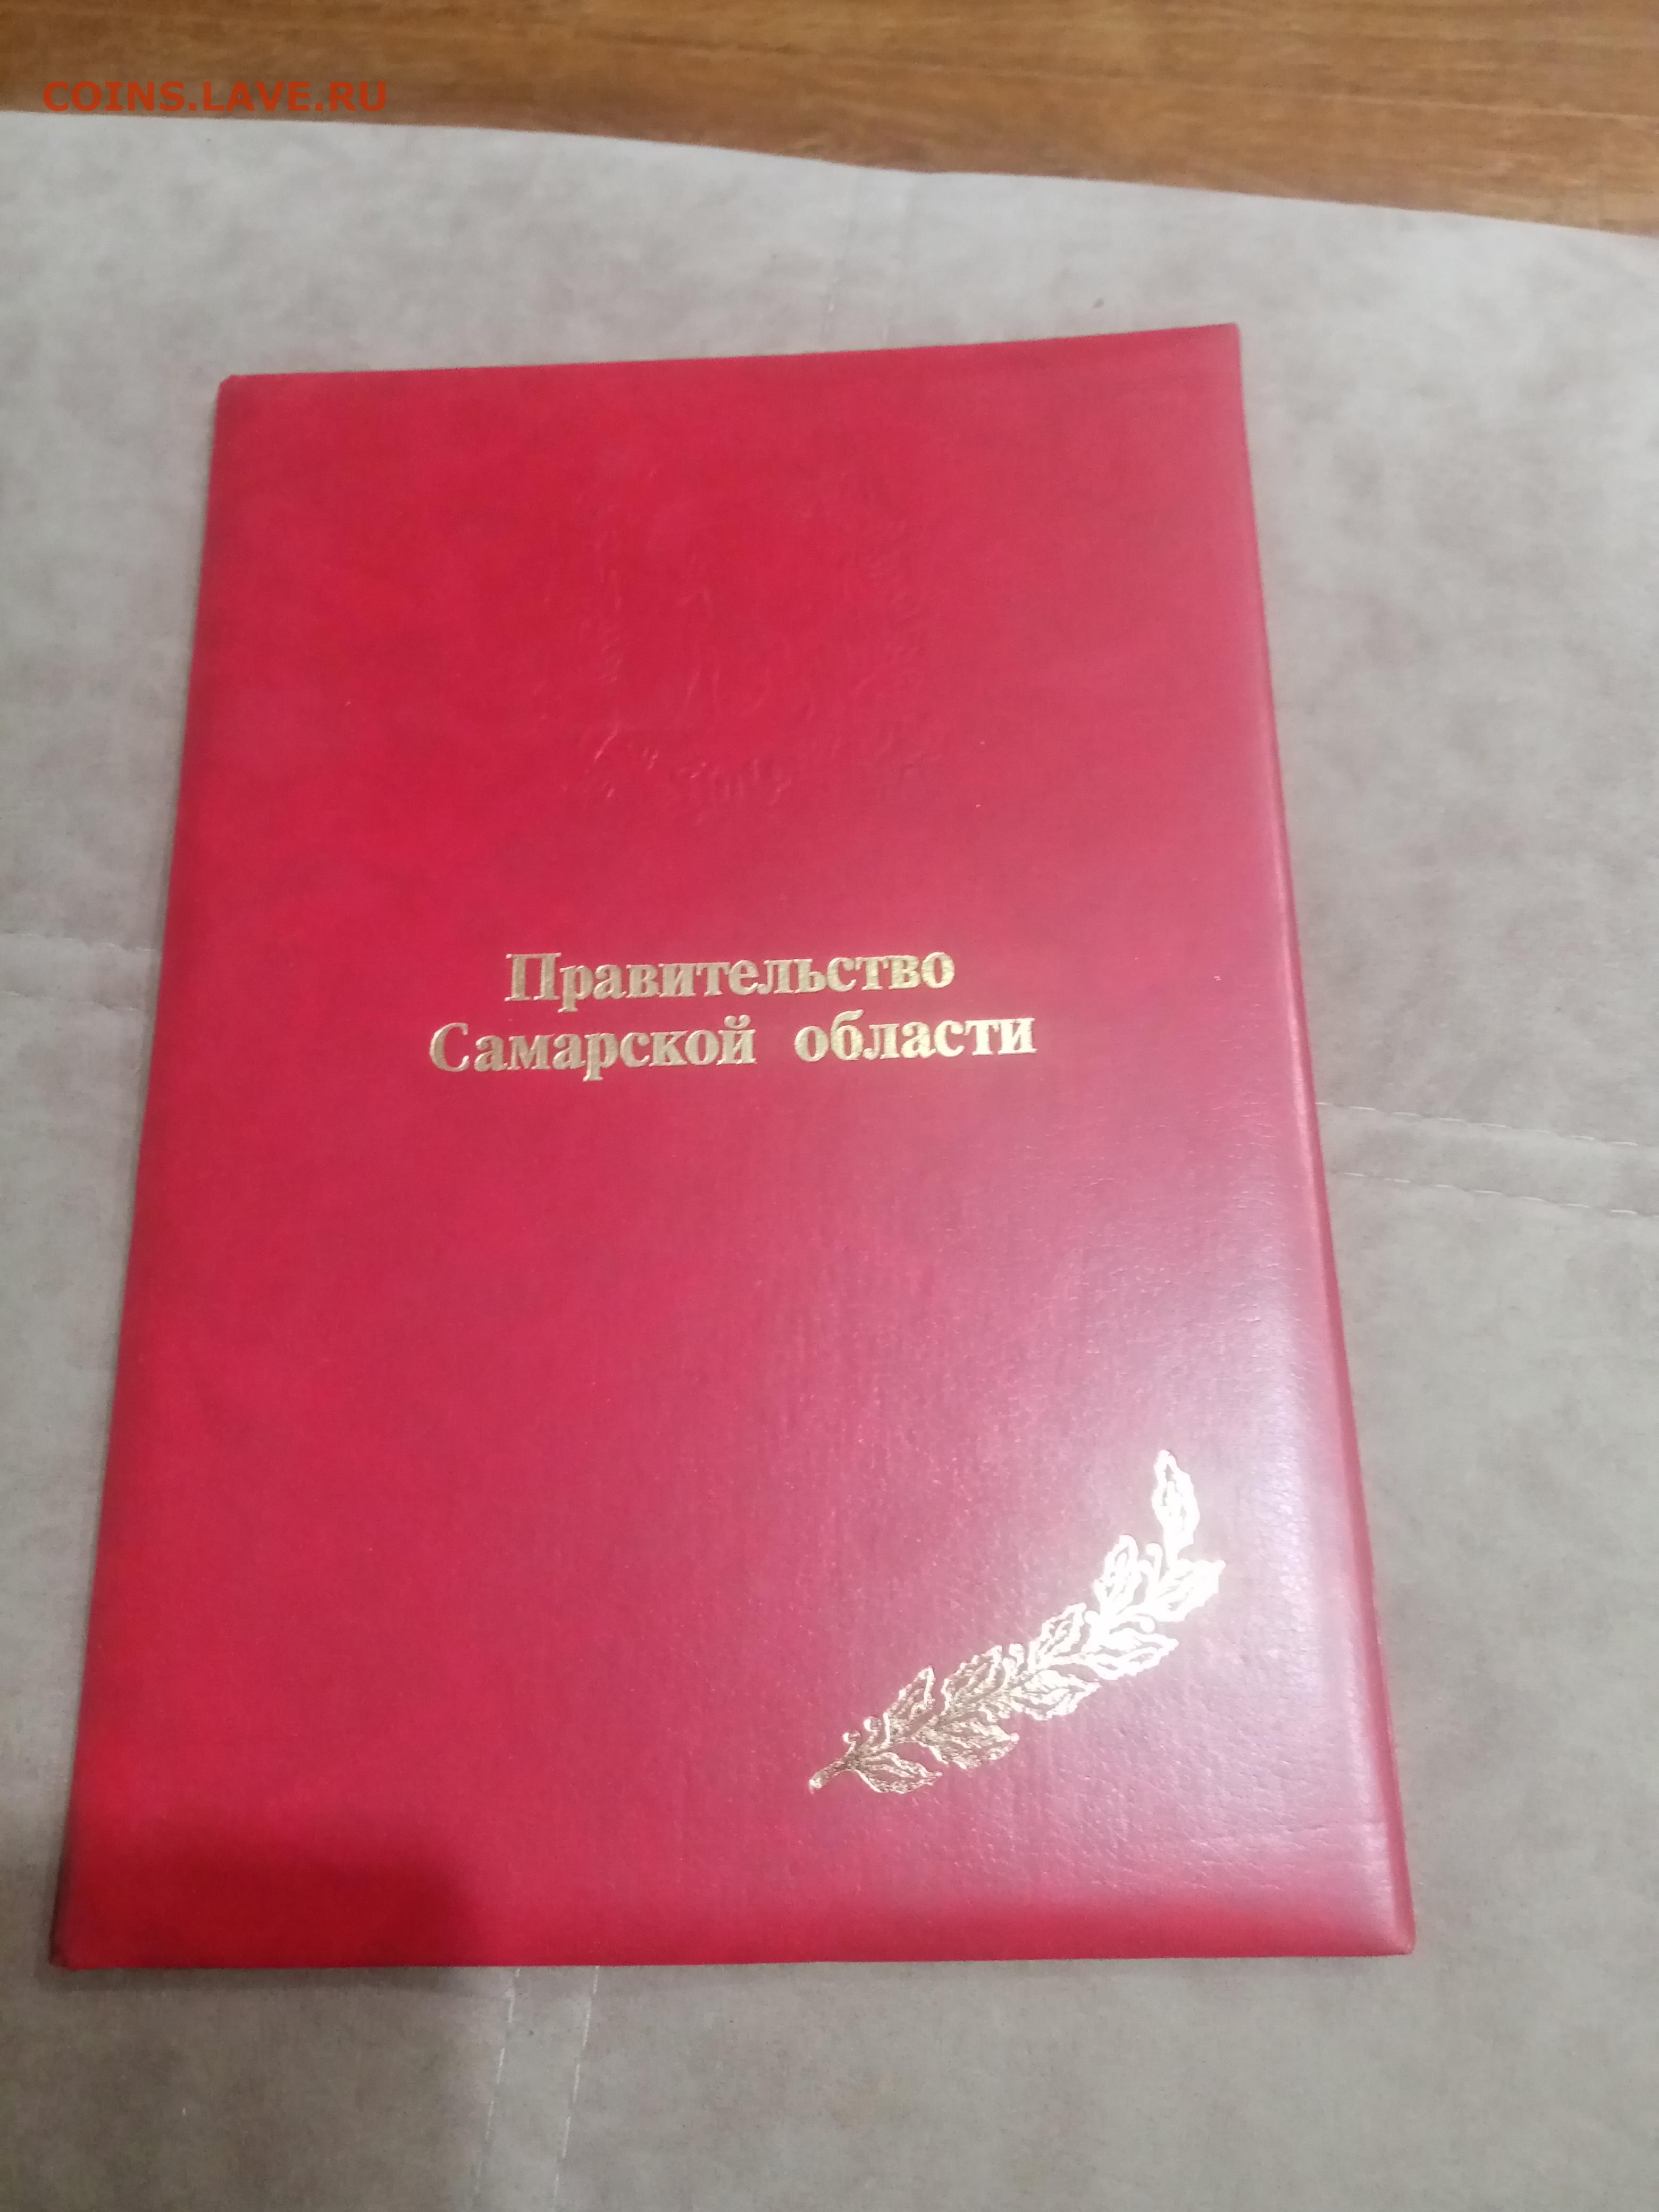 COINS.LAVE.RU
Правительство
Самарской области